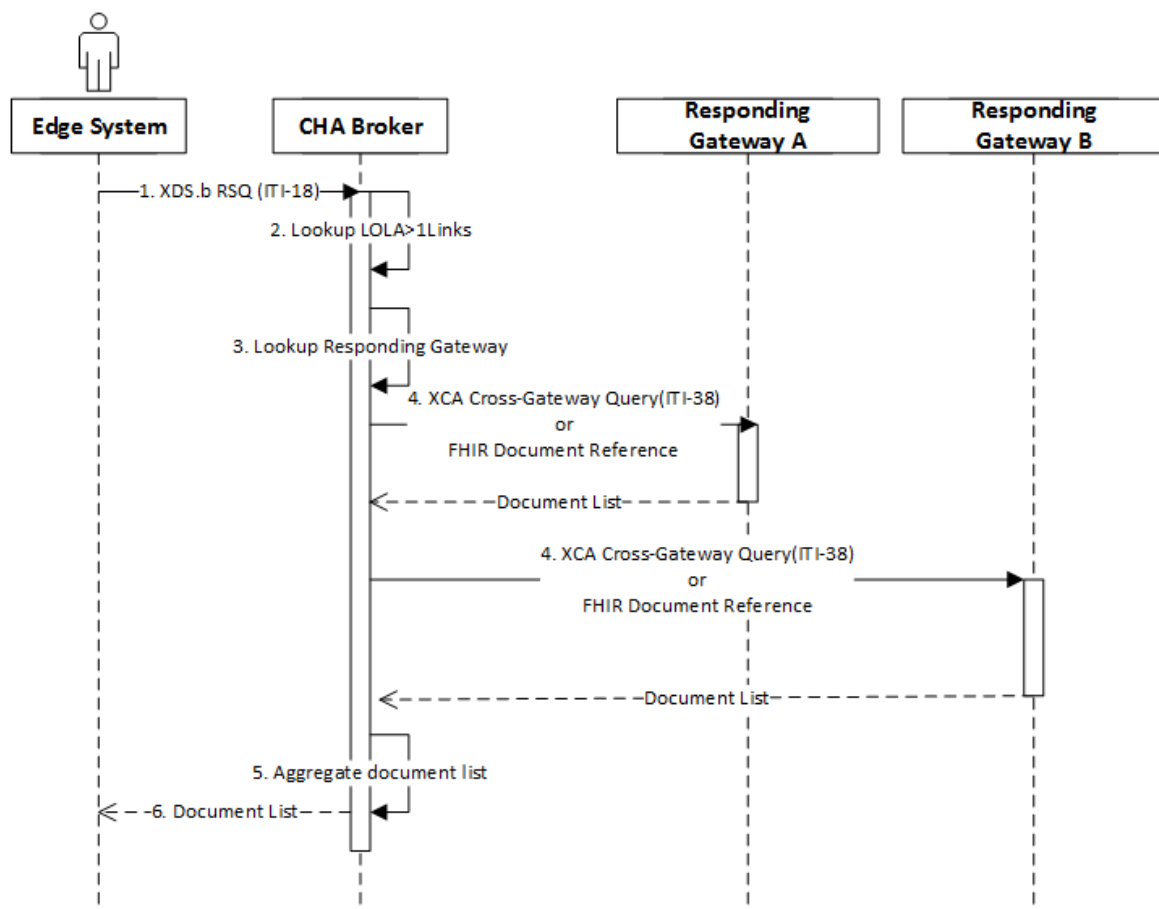 Edge System
CHA Broker
Responding
Gateway A
Responding
Gateway B
1. XDS.b RSQ (ITI-18)
2. Lookup LOLA>1Links
3. Lookup Responding Gateway
4. XCA Cross-Gateway Query(ITI-38)
or
FHIR Document Reference
Document List
4. XCA Cross-Gateway Query(ITI-38)
or
FHIR Document Reference
Document List
5. Aggregate document list
6. Document List